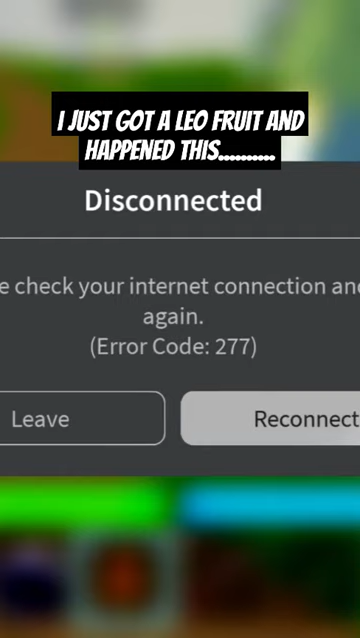 I JUST GOT A LEO FRUIT AND
HAPPENED THIS..........
Disconnected
e check your internet connection and
again.
(Error Code: 277)
Leave
Reconnect